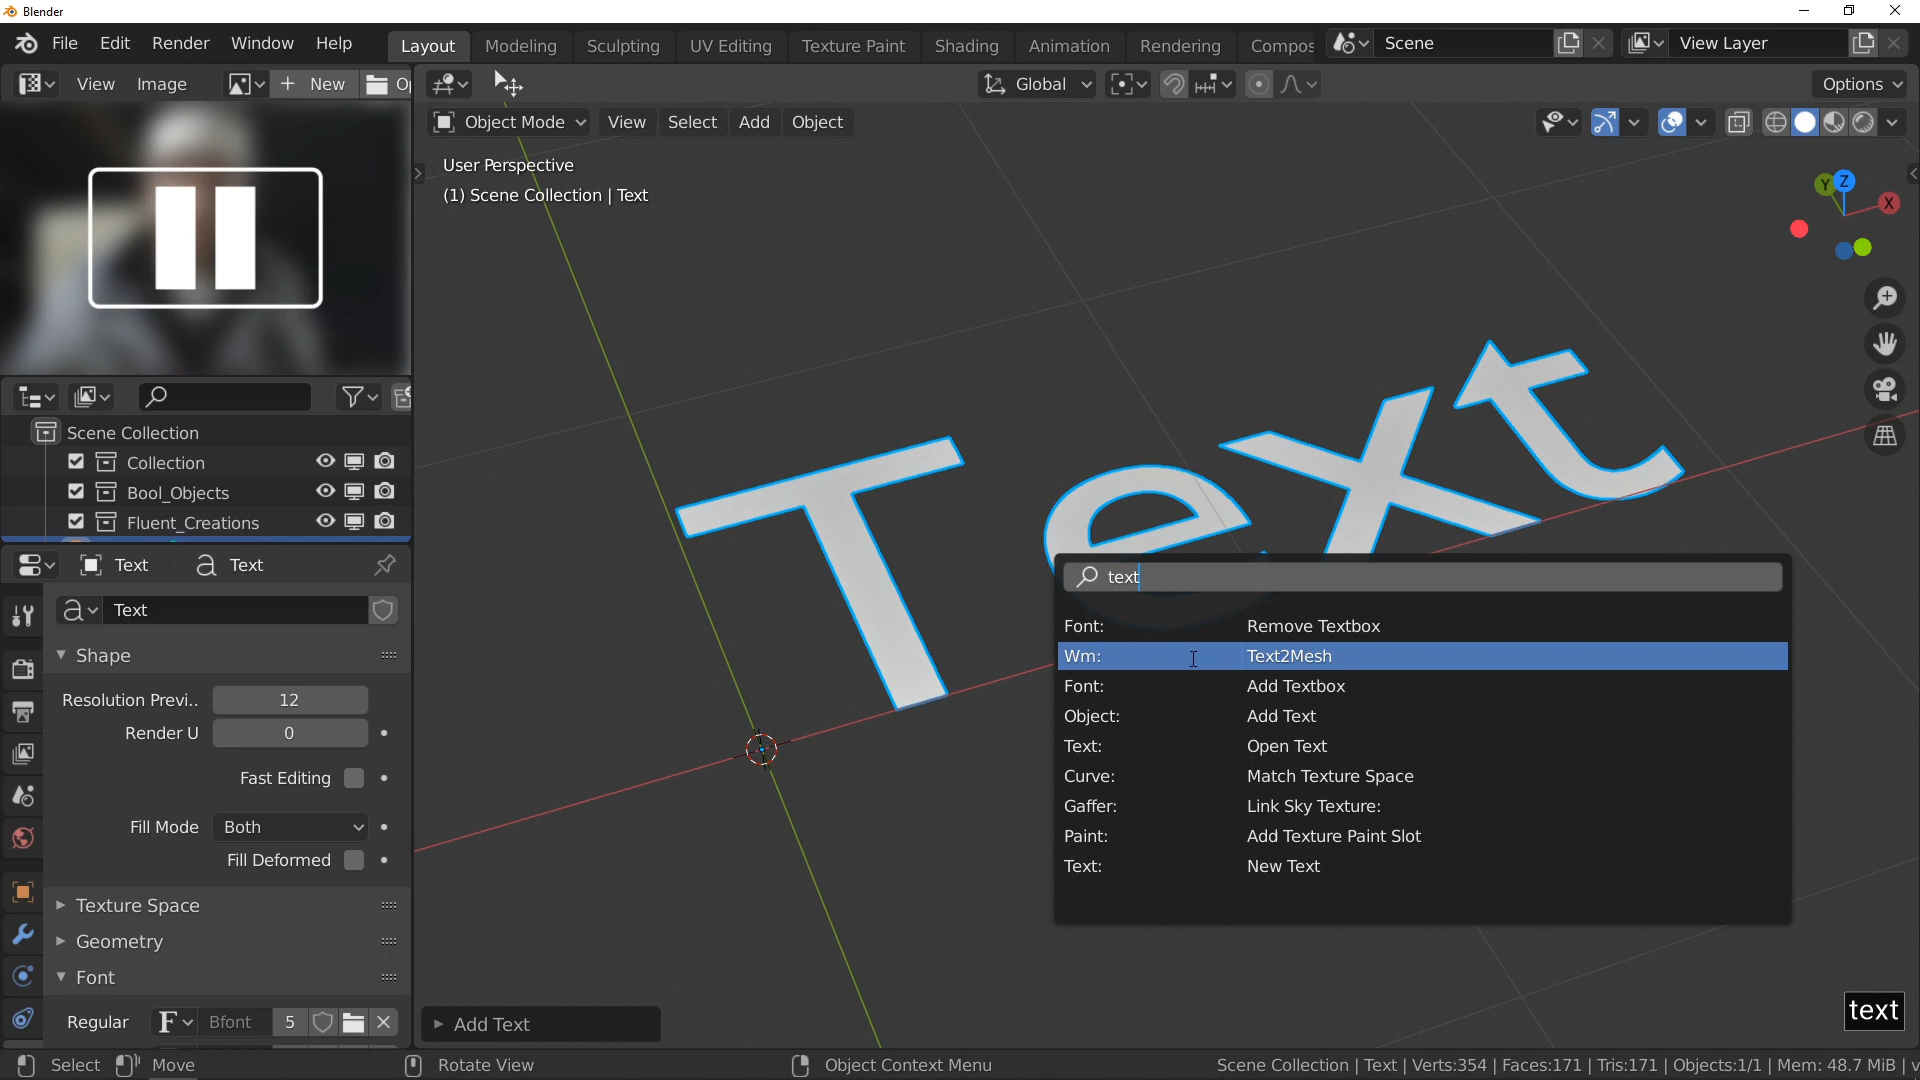 Blender
File Edit Render Window Help Layout Modeling Sculpting UV Editing Texture Paint Shading Animation Rendering Compos Scene View Layer
View Image New Op Global Options
Object Mode View Select Add Object
User Perspective
(1) Scene Collection | Text
Y Z X
Text
Scene Collection
Collection
Bool_Objects
Fluent_Creations
Text Text
Text
Shape
Resolution Previ.. 12
Render U 0
Fast Editing
Fill Mode Both
Fill Deformed
Texture Space
Geometry
Font
Regular F Bfont 5
text
Font: Remove Textbox
Wm: Text2Mesh
Font: Add Textbox
Object: Add Text
Text: Open Text
Curve: Match Texture Space
Gaffer: Link Sky Texture:
Paint: Add Texture Paint Slot
Text: New Text
Add Text
text
Select Move Rotate View Object Context Menu Scene Collection | Text | Verts:354 | Faces:171 | Tris:171 | Objects:1/1 | Mem: 48.7 MiB | v